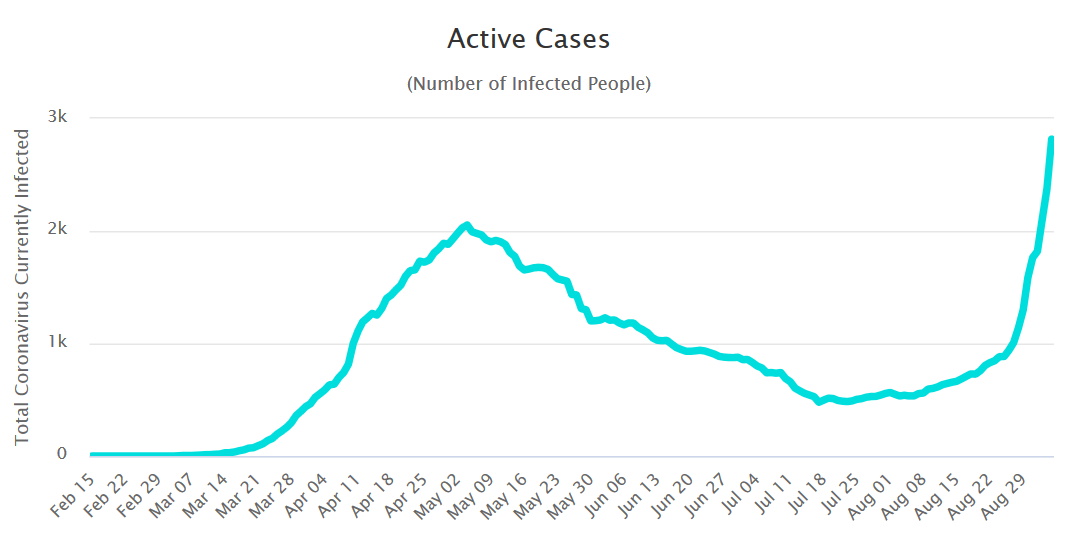 Active Cases
(Number of Infected People)
Total Coronavirus Currently Infected
3k
2k
1k
0
Feb 15
Feb 22
Feb 29
Mar 07
Mar 14
Mar 21
Mar 28
Apr 04
Apr 11
Apr 18
Apr 25
May 02
May 09
May 16
May 23
May 30
Jun 06
Jun 13
Jun 20
Jun 27
Jul 04
Jul 11
Jul 18
Jul 25
Aug 01
Aug 08
Aug 15
Aug 22
Aug 29